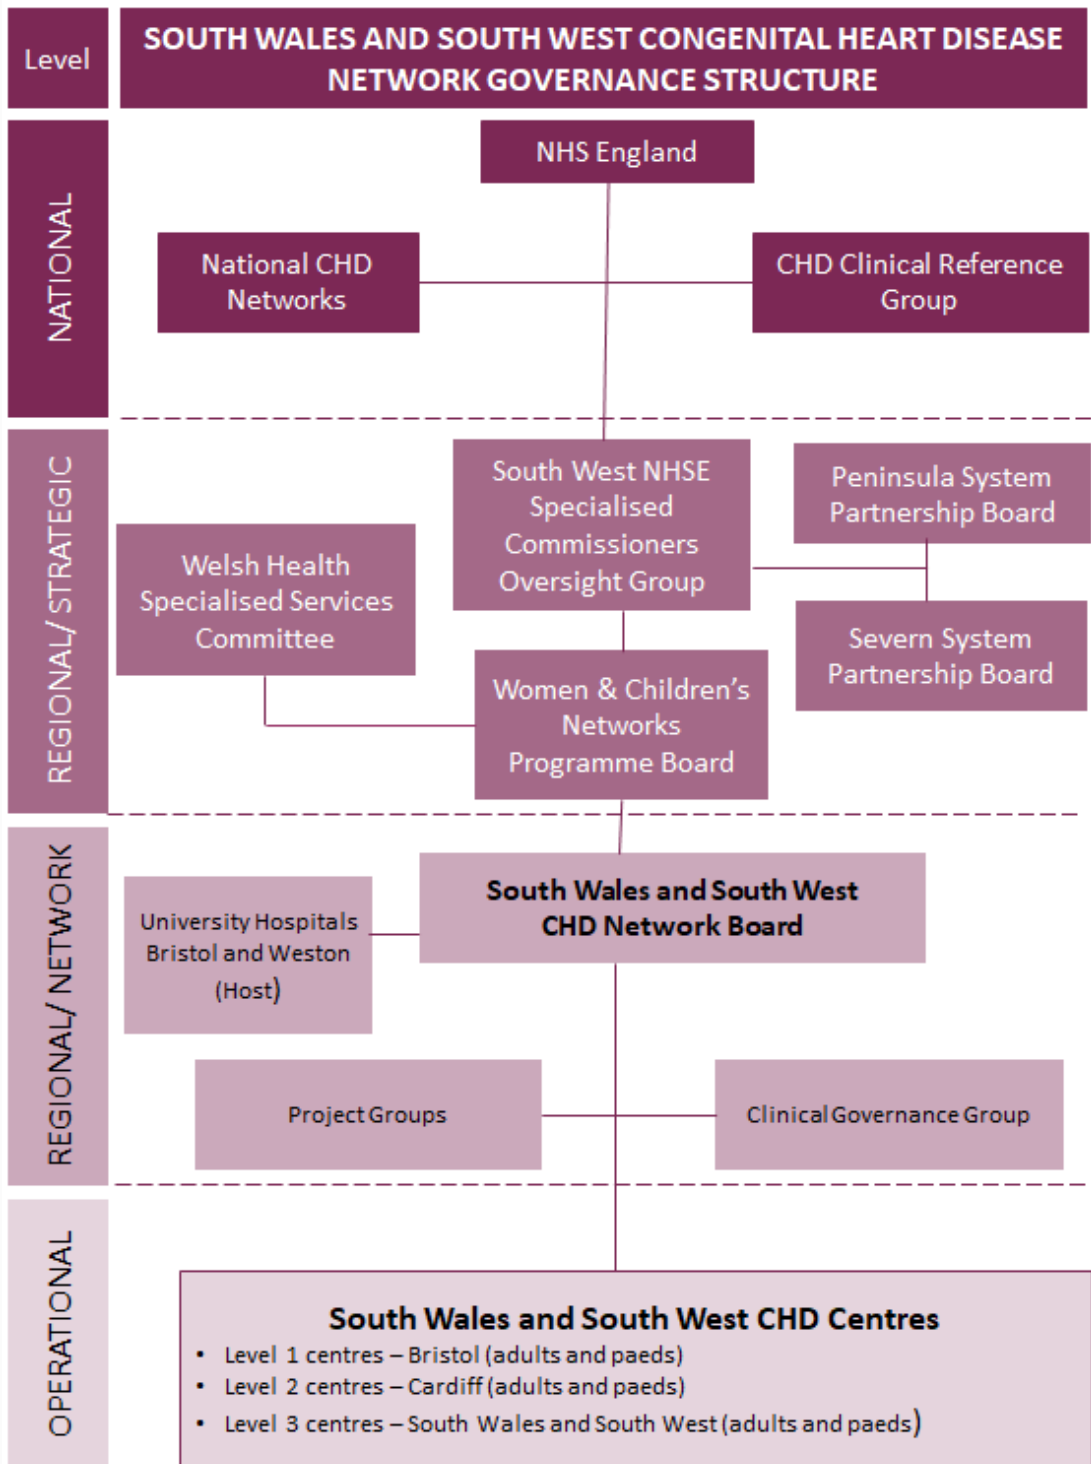 Level
SOUTH WALES AND SOUTH WEST CONGENITAL HEART DISEASE
NETWORK GOVERNANCE STRUCTURE
NATIONAL
NHS England
National CHD
Networks
CHD Clinical Reference
Group
REGIONAL/ STRATEGIC
South West NHSE
Specialised
Commissioners
Oversight Group
Peninsula System
Partnership Board
Welsh Health
Specialised Services
Committee
Severn System
Partnership Board
Women & Children’s
Networks
Programme Board
REGIONAL/ NETWORK
South Wales and South West
CHD Network Board
University Hospitals
Bristol and Weston
(Host)
Project Groups
Clinical Governance Group
OPERATIONAL
South Wales and South West CHD Centres
• Level 1 centres – Bristol (adults and paeds)
• Level 2 centres – Cardiff (adults and paeds)
• Level 3 centres – South Wales and South West (adults and paeds)